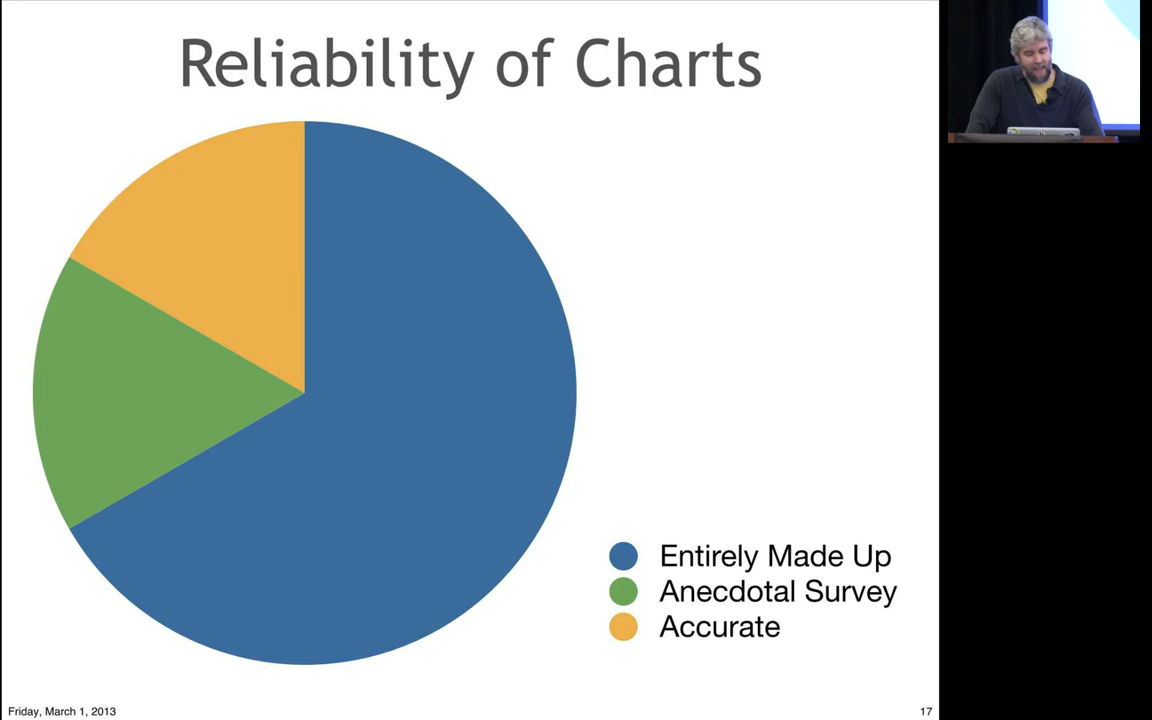 Reliability of Charts
Entirely Made Up
Anecdotal Survey
Accurate
Friday, March 1, 2013
17